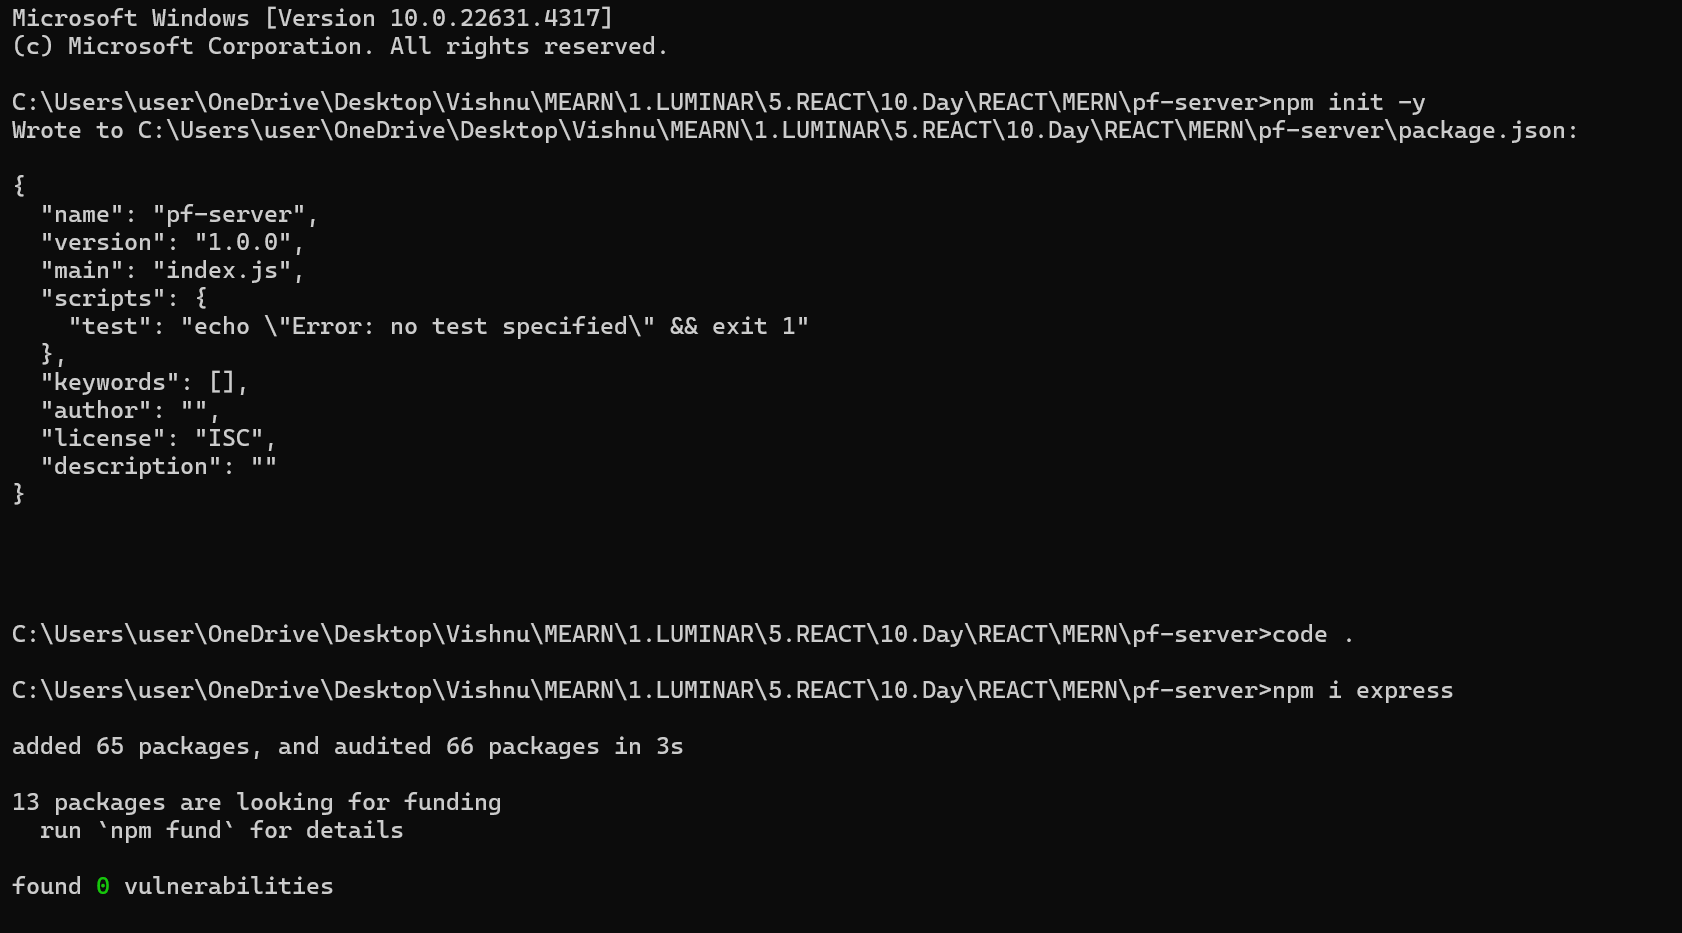 Microsoft Windows [Version 10.0.22631.4317]
(c) Microsoft Corporation. All rights reserved.
C:\Users\user\OneDrive\Desktop\Vishnu\MEARN\1.LUMINAR\5.REACT\10.Day\REACT\MERN\pf-server>npm init -y
Wrote to C:\Users\user\OneDrive\Desktop\Vishnu\MEARN\1.LUMINAR\5.REACT\10.Day\REACT\MERN\pf-server\package.json:
{
  "name": "pf-server",
  "version": "1.0.0",
  "main": "index.js",
  "scripts": {
    "test": "echo \"Error: no test specified\" && exit 1"
  },
  "keywords": [],
  "author": "",
  "license": "ISC",
  "description": ""
}
C:\Users\user\OneDrive\Desktop\Vishnu\MEARN\1.LUMINAR\5.REACT\10.Day\REACT\MERN\pf-server>code .
C:\Users\user\OneDrive\Desktop\Vishnu\MEARN\1.LUMINAR\5.REACT\10.Day\REACT\MERN\pf-server>npm i express
added 65 packages, and audited 66 packages in 3s
13 packages are looking for funding
  run `npm fund` for details
found 0 vulnerabilities